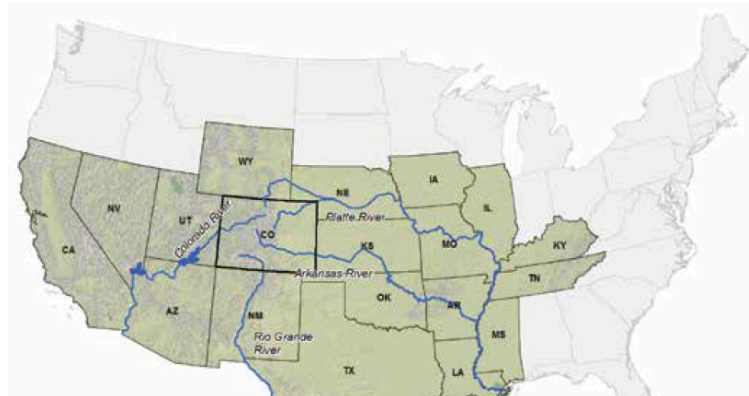 WY
NE
IA
IL
NV
UT
Colorado River
CO
Platte River
CA
KS
MO
KY
TN
Arkansas River
OK
AR
AZ
NM
MS
Rio Grande
River
TX
LA